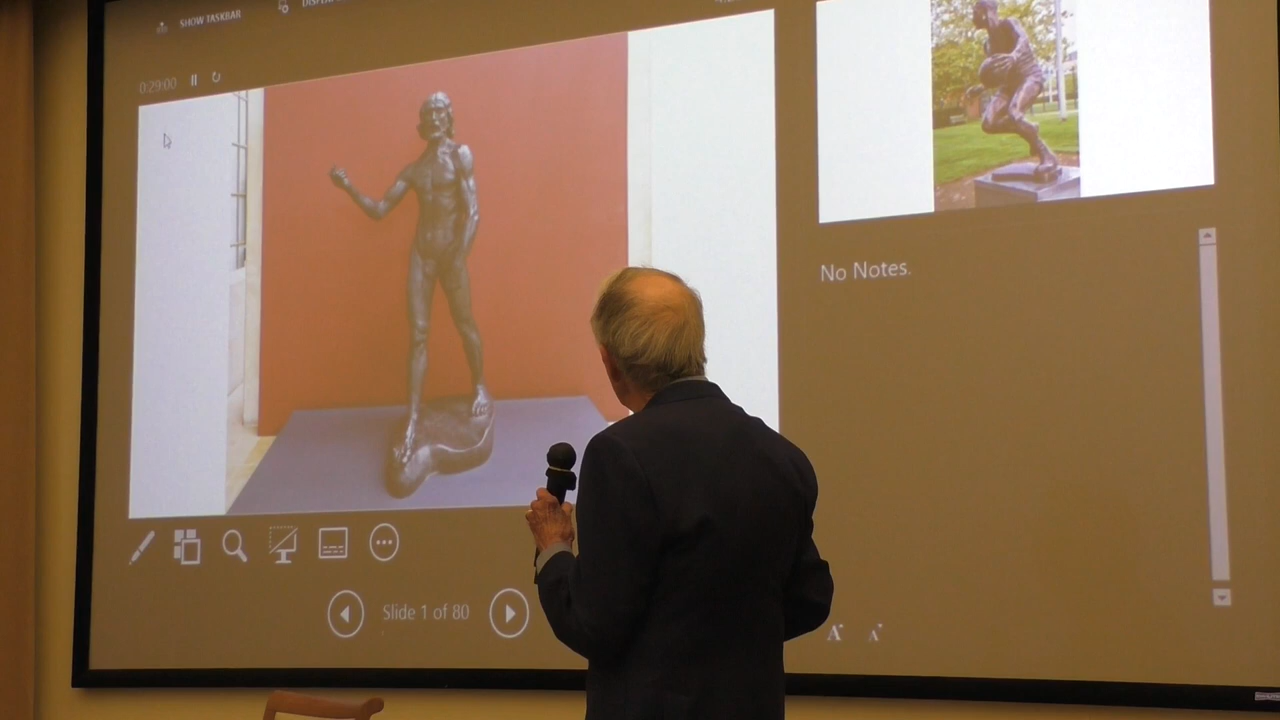 SHOW TASKBAR
0:29:00
No Notes.
Slide 1 of 80
A A